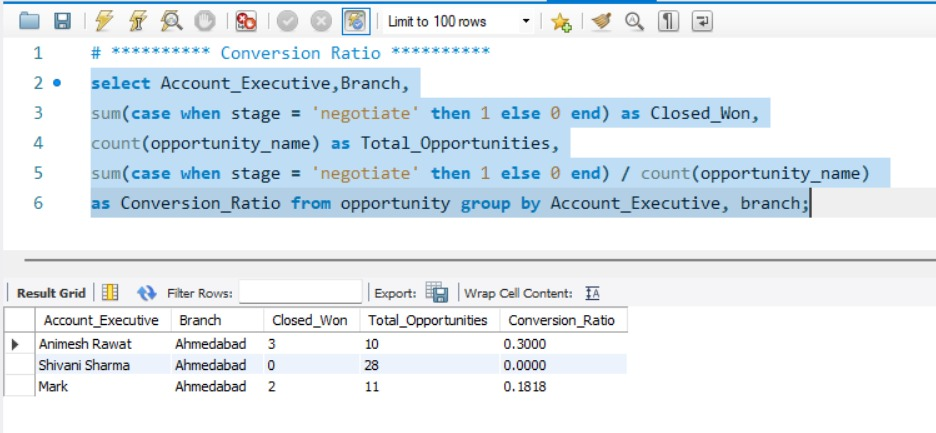 Limit to 100 rows
1 # ********** Conversion Ratio **********
2 select Account_Executive,Branch,
3 sum(case when stage = 'negotiate' then 1 else 0 end) as Closed_Won,
4 count(opportunity_name) as Total_Opportunities,
5 sum(case when stage = 'negotiate' then 1 else 0 end) / count(opportunity_name)
6 as Conversion_Ratio from opportunity group by Account_Executive, branch;
Result Grid Filter Rows: Export: Wrap Cell Content: IA
Account_Executive Branch Closed_Won Total_Opportunities Conversion_Ratio
Animesh Rawat Ahmedabad 3 10 0.3000
Shivani Sharma Ahmedabad 0 28 0.0000
Mark Ahmedabad 2 11 0.1818